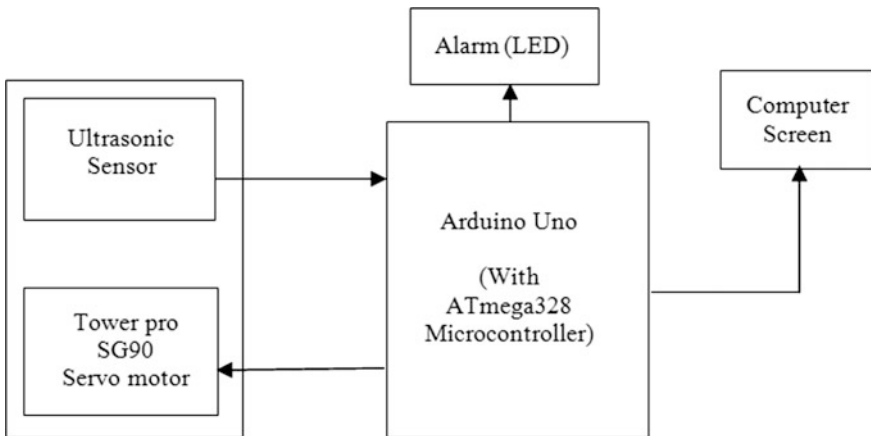 Alarm (LED)
Ultrasonic
Sensor
Computer
Screen
Arduino Uno
(With
ATmega328
Microcontroller)
Tower pro
SG90
Servo motor